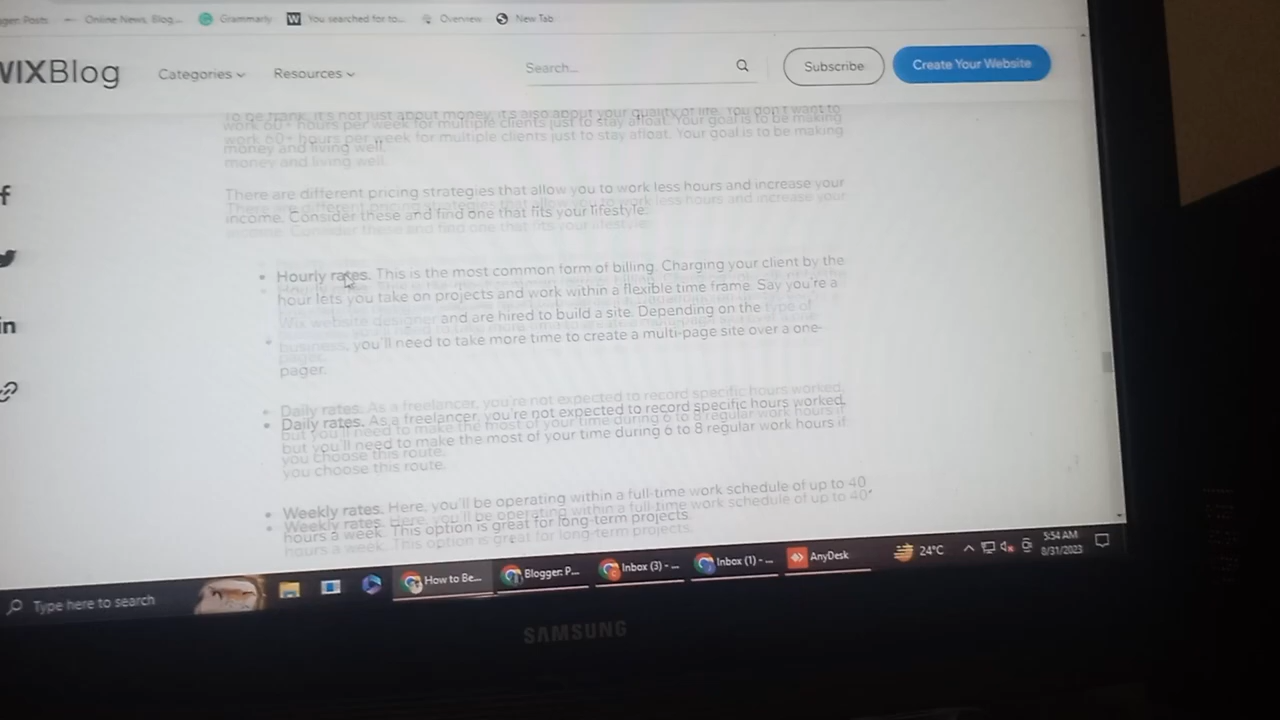 ger: Posts
Online News, Blog...
Grammarly
W You searched for to...
Overview
New Tab
WIXBlog
Categories
Resources
Search...
Subscribe
Create Your Website
To be frank, it's not just about money, it's also about your quality of life. You don't want to
work 60+ hours per week for multiple clients just to stay afloat. Your goal is to be making
money and living well.
There are different pricing strategies that allow you to work less hours and increase your
income. Consider these and find one that fits your lifestyle.
• Hourly rates. This is the most common form of billing. Charging your client by the
hour lets you take on projects and work within a flexible time frame. Say you're a
Wix website designer and are hired to build a site. Depending on the type of
business, you'll need to take more time to create a multi-page site over a one-
pager.
• Daily rates. As a freelancer, you're not expected to record specific hours worked,
but you'll need to make the most of your time during 6 to 8 regular work hours if
you choose this route.
• Weekly rates. Here, you'll be operating within a full-time work schedule of up to 40
hours a week. This option is great for long-term projects.
f
in
Type here to search
How to Be...
Blogger: P...
Inbox (3) - ...
Inbox (1) - ...
AnyDesk
24°C
5:54 AM
8/31/2023
SAMSUNG